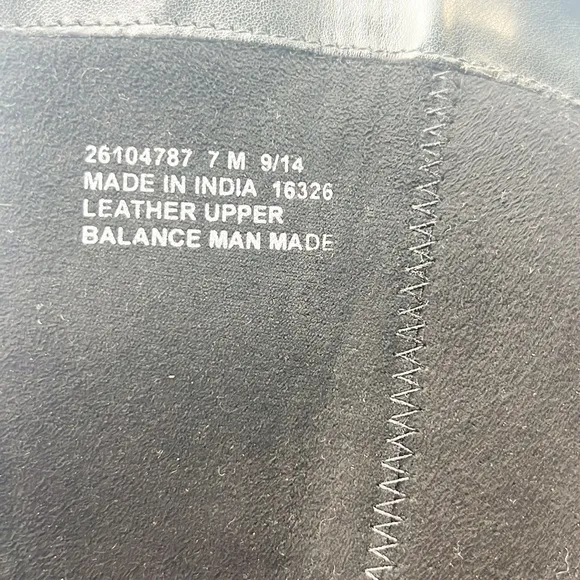 26104787 7 M 9/14
MADE IN INDIA 16326
LEATHER UPPER
BALANCE MAN MADE